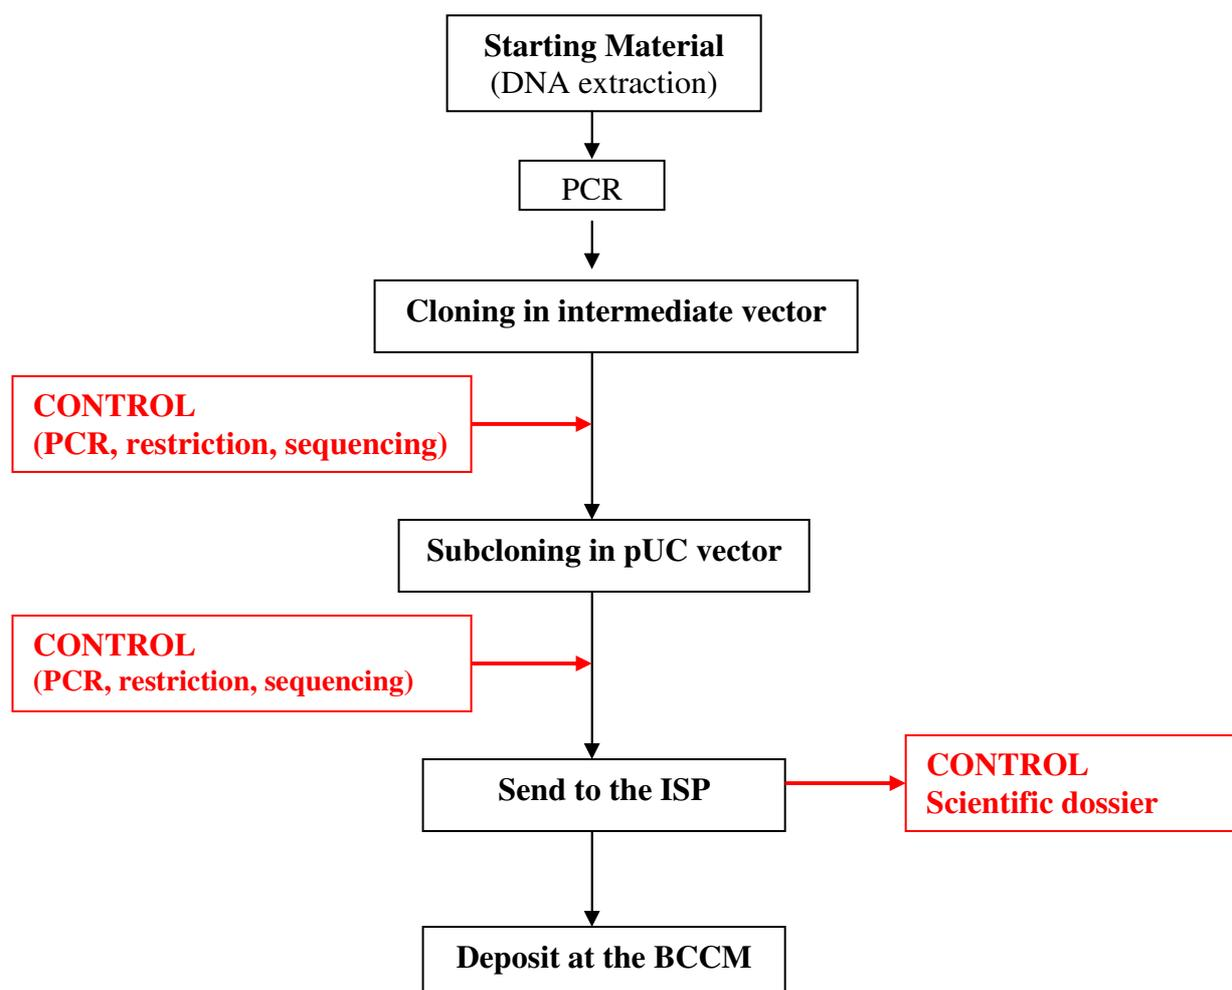 Starting Material
(DNA extraction)
PCR
Cloning in intermediate vector
CONTROL
(PCR, restriction, sequencing)
Subcloning in pUC vector
CONTROL
(PCR, restriction, sequencing)
Send to the ISP
CONTROL
Scientific dossier
Deposit at the BCCM